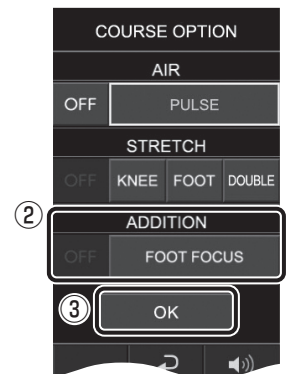 COURSE OPTION
AIR
OFF PULSE
STRETCH
OFF KNEE FOOT DOUBLE
② ADDITION
OFF FOOT FOCUS
③ OK